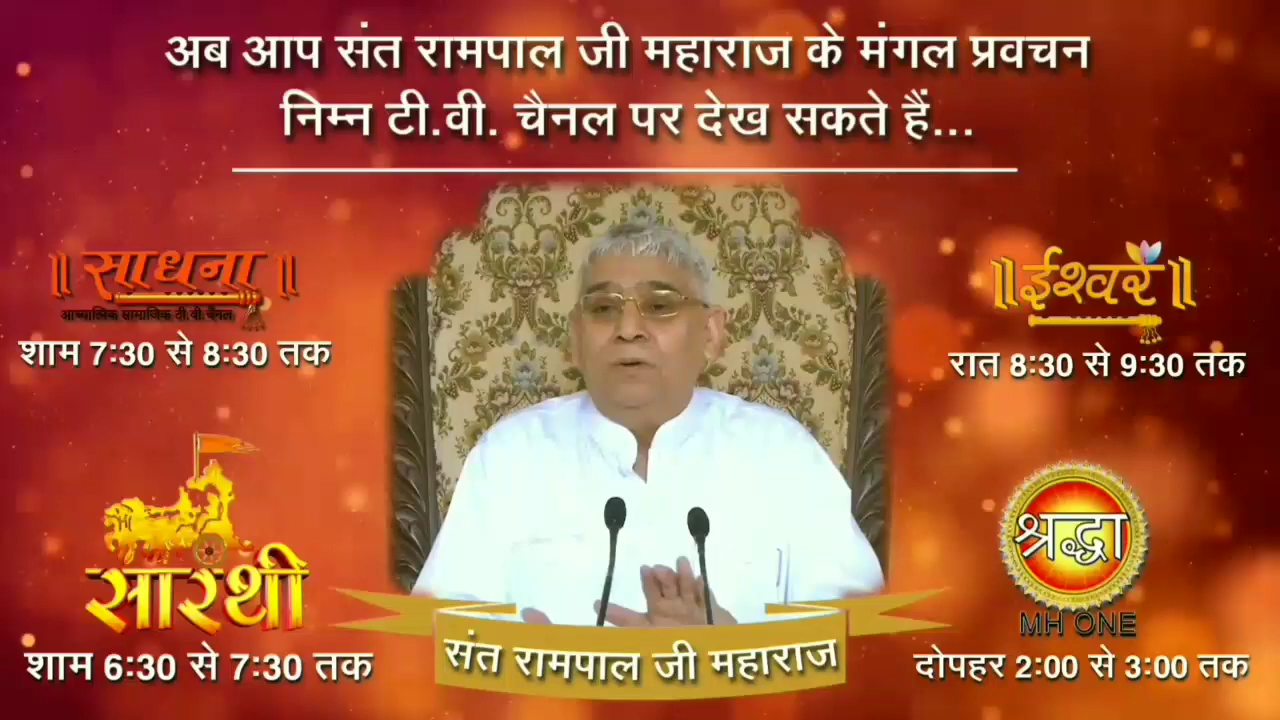 अब आप संत रामपाल जी महाराज के मंगल प्रवचन
निम्न टी.वी. चैनल पर देख सकते हैं...
॥ साधना ॥
आध्यात्मिक सामाजिक टी.वी. चैनल
शाम 7:30 से 8:30 तक
॥ईश्वर॥
रात 8:30 से 9:30 तक
सारथी
शाम 6:30 से 7:30 तक
श्रद्धा
MH ONE
दोपहर 2:00 से 3:00 तक
संत रामपाल जी महाराज